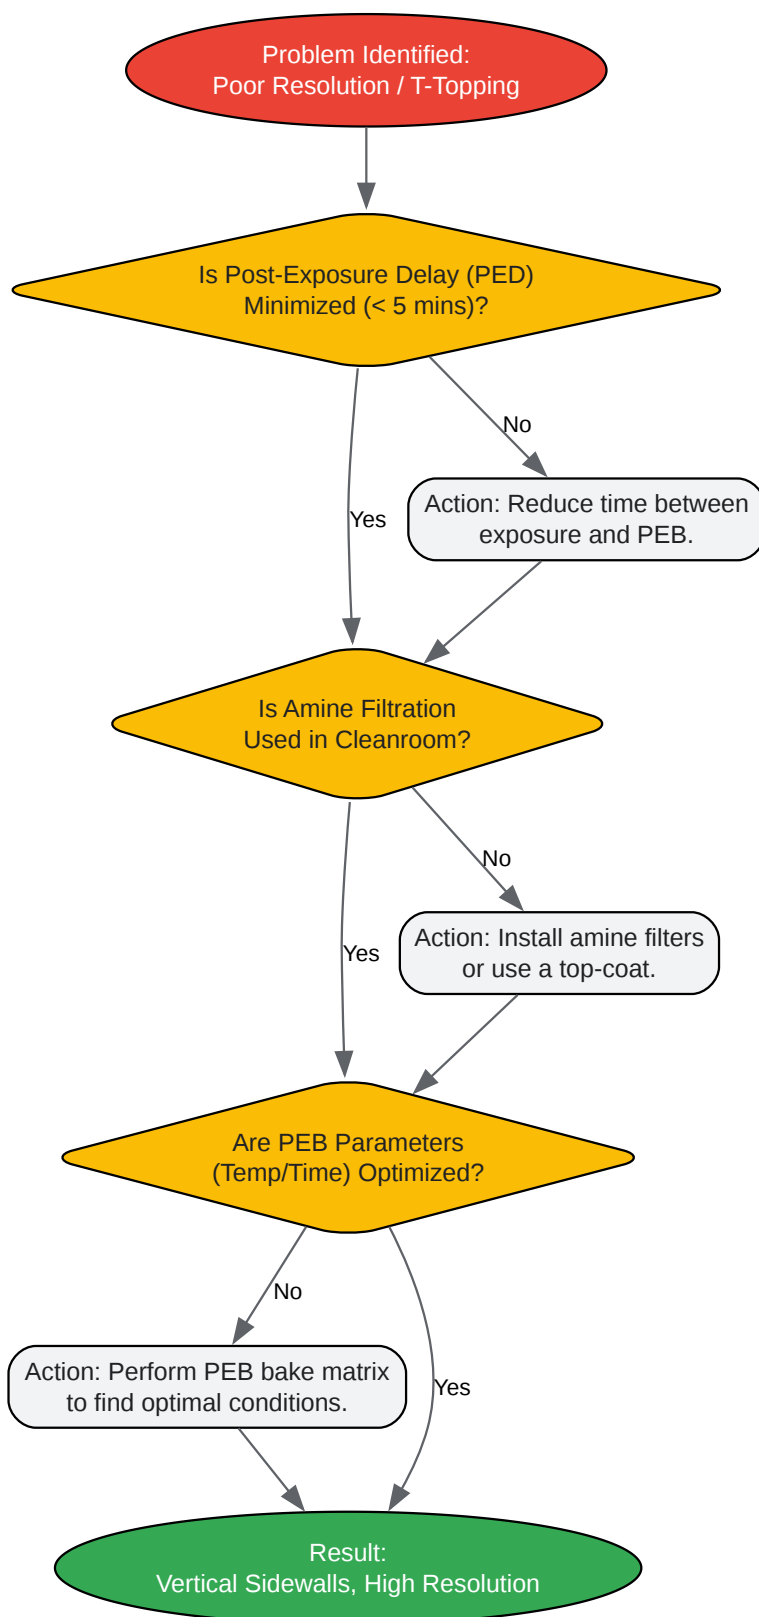 Problem Identified:
Poor Resolution / T-Topping
Is Post-Exposure Delay (PED)
Minimized (< 5 mins)?
No
Yes
Action: Reduce time between
exposure and PEB.
Is Amine Filtration
Used in Cleanroom?
No
Yes
Action: Install amine filters
or use a top-coat.
Are PEB Parameters
(Temp/Time) Optimized?
No
Yes
Action: Perform PEB bake matrix
to find optimal conditions.
Result:
Vertical Sidewalls, High Resolution